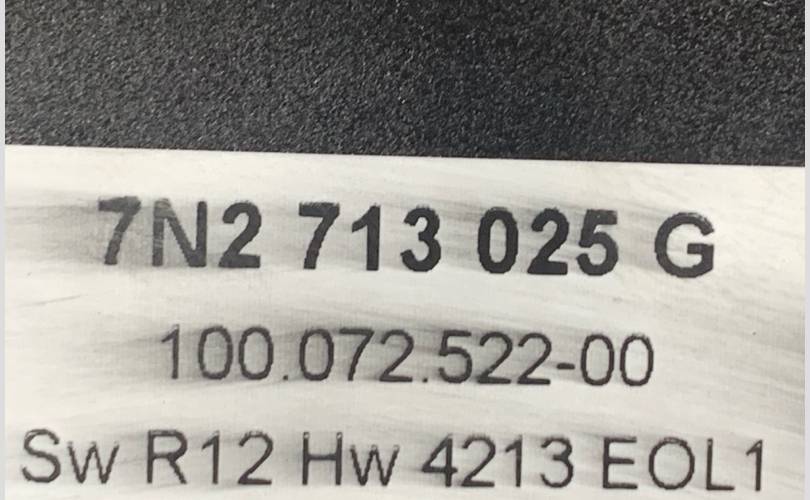 7N2 713 025 G
100.072.522-00
Sw R12 Hw 4213 EOL1